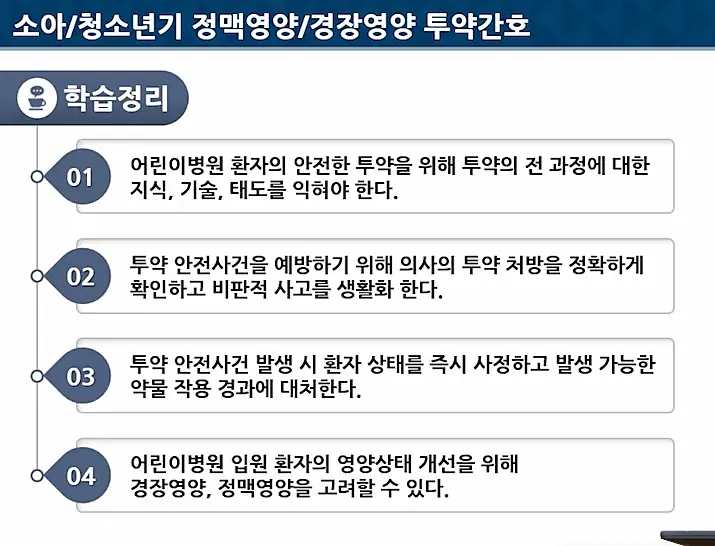 소아/청소년기 정맥영양/경장영양 투약간호
학습정리
01
어린이병원 환자의 안전한 투약을 위해 투약의 전 과정에 대한
지식, 기술, 태도를 익혀야 한다.
02
투약 안전사건을 예방하기 위해 의사의 투약 처방을 정확하게
확인하고 비판적 사고를 생활화 한다.
03
투약 안전사건 발생 시 환자 상태를 즉시 사정하고 발생 가능한
약물 작용 경과에 대처한다.
04
어린이병원 입원 환자의 영양상태 개선을 위해
경장영양, 정맥영양을 고려할 수 있다.